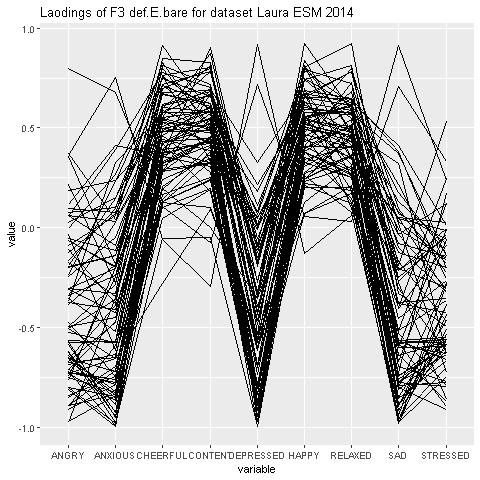 Laodings of F3 def.E.bare for dataset Laura ESM 2014
1.0
0.5
0.0
-0.5
-1.0
value
ANGRY ANXIOUS CHEERFUL CONTENT DEPRESSED HAPPY RELAXED SAD STRESSED
variable